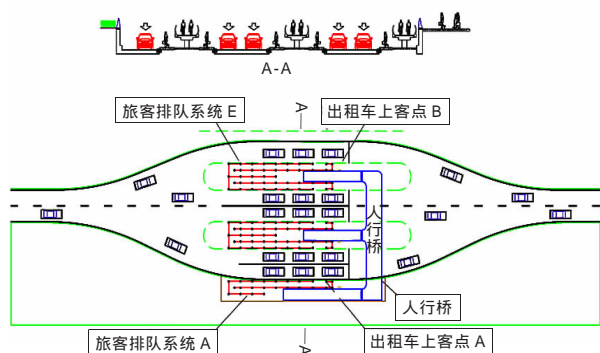 A-A
A
旅客排队系统 E
出租车上客点 B
人行桥
人行桥
旅客排队系统 A
出租车上客点 A
A